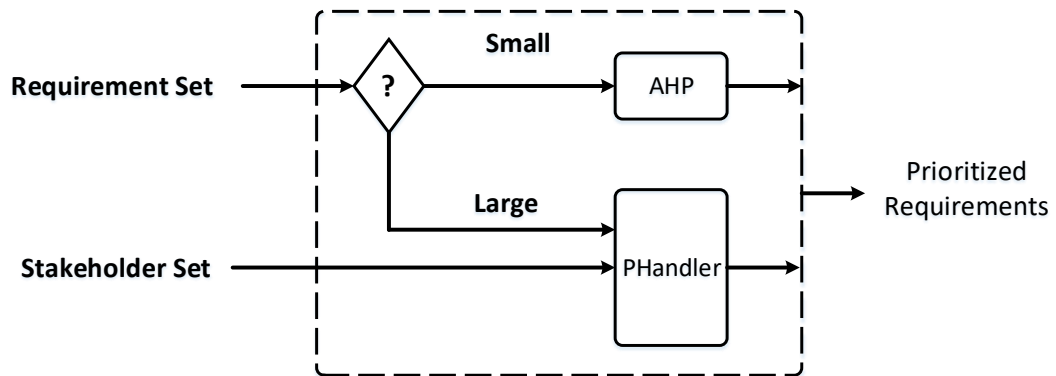 Small
Requirement Set
?
AHP
Prioritized
Requirements
Large
Stakeholder Set
PHandler